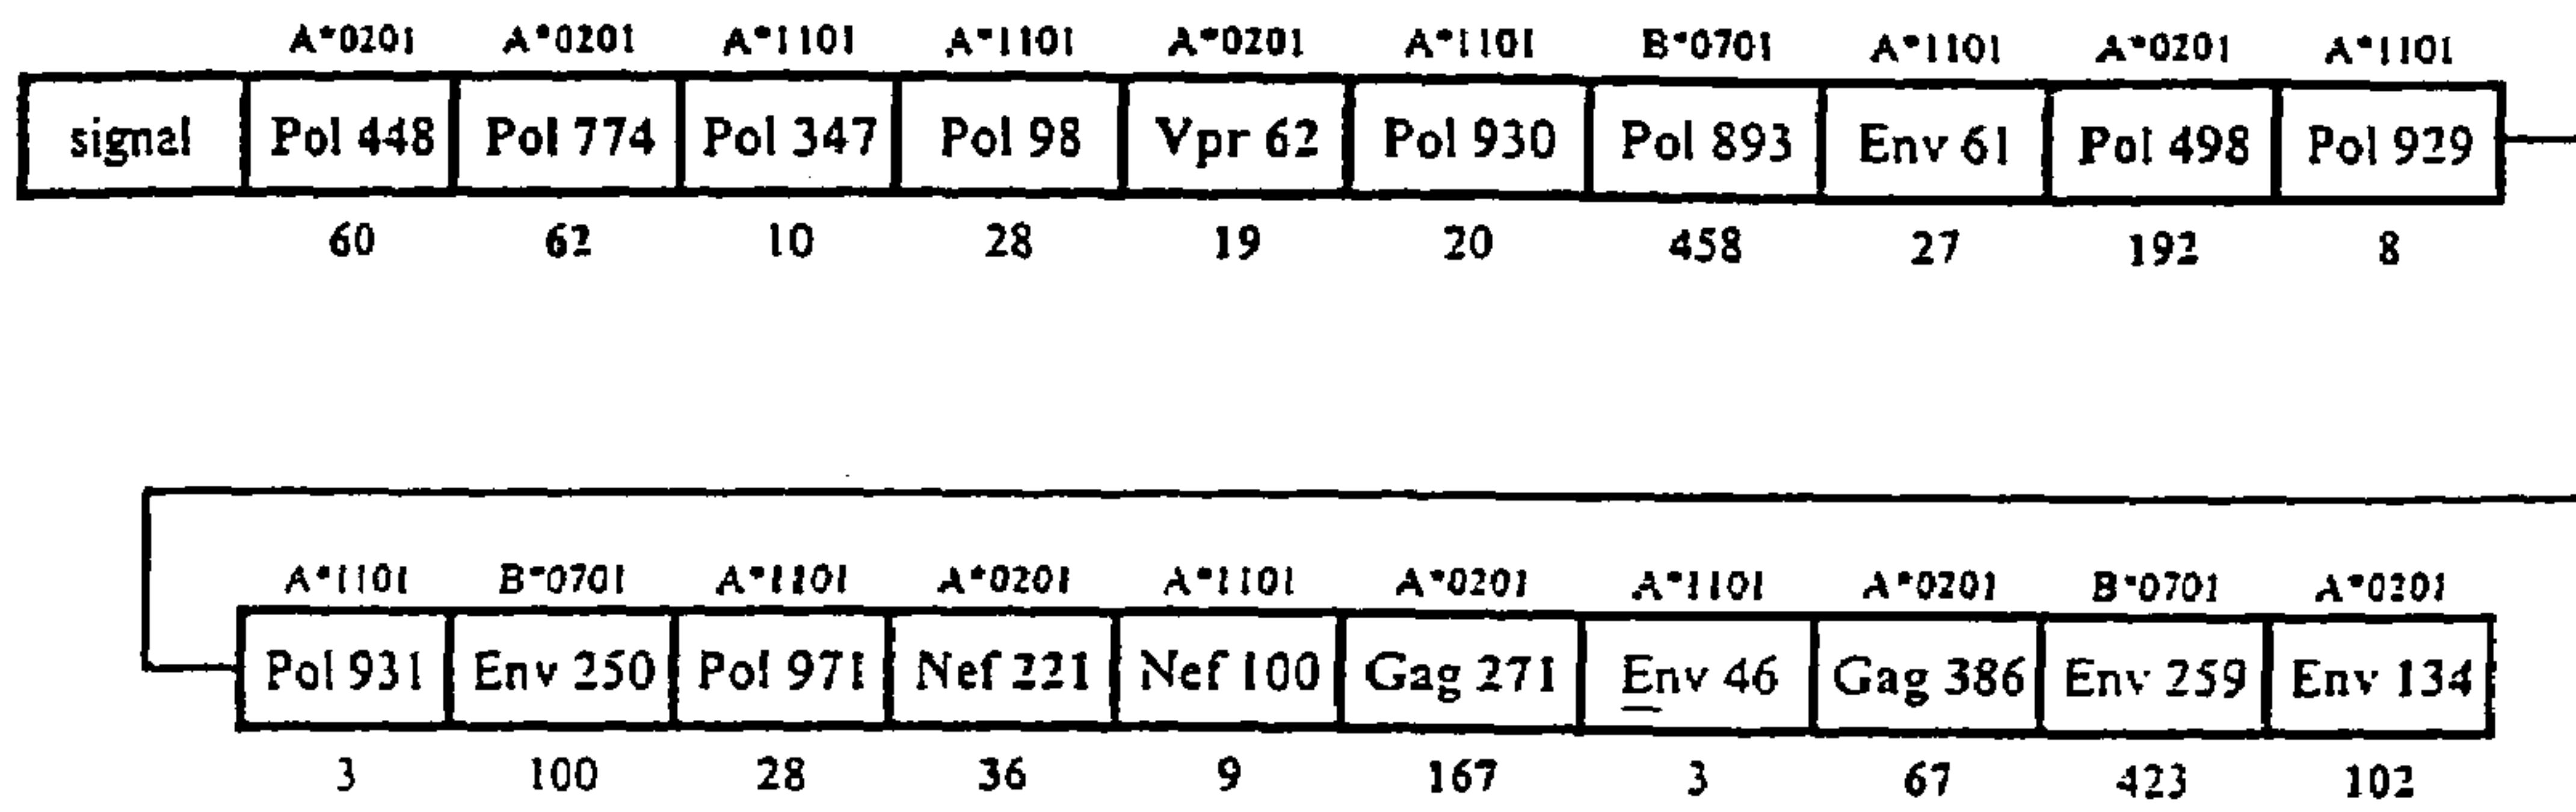 A*0201 A*0201 A*1101 A*1101 A*0201 A*1101 B*0701 A*1101 A*0201 A*1101
signal Pol 448 Pol 774 Pol 347 Pol 98 Vpr 62 Pol 930 Pol 893 Env 61 Pol 498 Pol 929
60 62 10 28 19 20 458 27 192 8
A*1101 B*0701 A*1101 A*0201 A*1101 A*0201 A*1101 A*0201 B*0701 A*0201
Pol 931 Env 250 Pol 971 Nef 221 Nef 100 Gag 271 Env 46 Gag 386 Env 259 Env 134
3 100 28 36 9 167 3 67 423 102